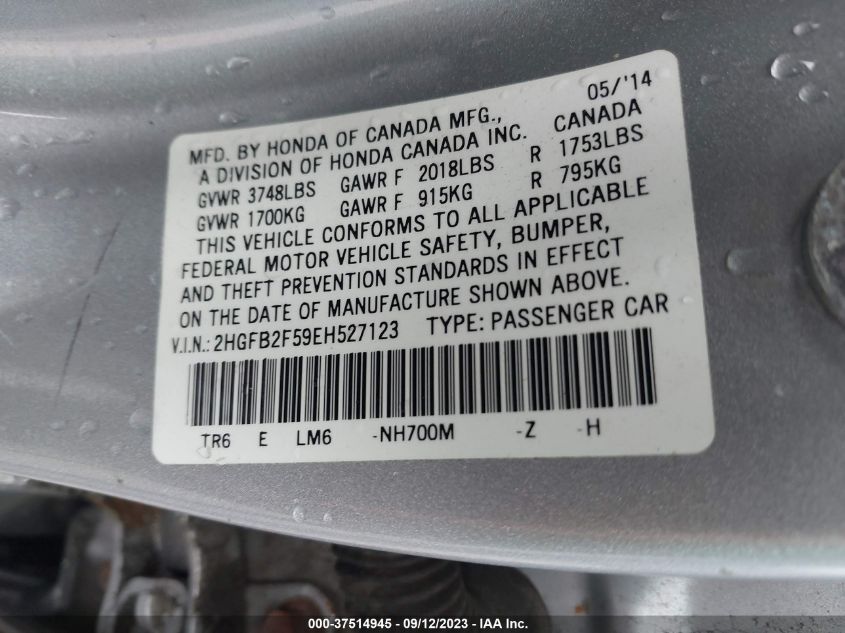 05/'14
MFD. BY HONDA OF CANADA MFG., CANADA
A DIVISION OF HONDA CANADA INC.
GVWR 3748LBS GAWR F 2018LBS R 1753LBS
GVWR 1700KG GAWR F 915KG R 795KG
THIS VEHICLE CONFORMS TO ALL APPLICABLE
FEDERAL MOTOR VEHICLE SAFETY, BUMPER,
AND THEFT PREVENTION STANDARDS IN EFFECT
ON THE DATE OF MANUFACTURE SHOWN ABOVE.
V.I.N.: 2HGFB2F59EH527123 TYPE: PASSENGER CAR
TR6 E LM6 -NH700M -Z -H
000-37514945 - 09/12/2023 - IAA Inc.